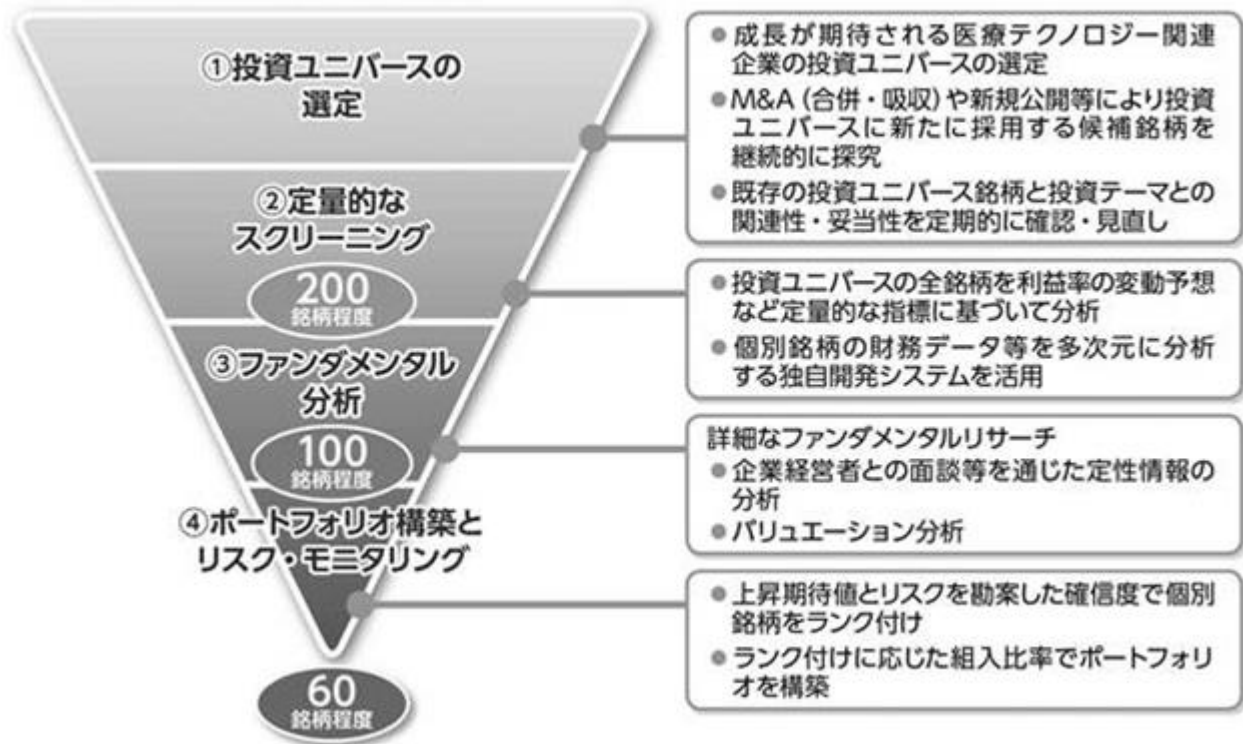 ①投資ユニバースの
選定
②定量的な
スクリーニング
200
銘柄程度
③ファンダメンタル
分析
100
銘柄程度
④ポートフォリオ構築と
リスク・モニタリング
60
銘柄程度
●成長が期待される医療テクノロジー関連
企業の投資ユニバースの選定
●M&A（合併・吸収）や新規公開等により投資
ユニバースに新たに採用する候補銘柄を
継続的に探究
●既存の投資ユニバース銘柄と投資テーマとの
関連性・妥当性を定期的に確認・見直し
●投資ユニバースの全銘柄を利益率の変動予想
など定量的な指標に基づいて分析
●個別銘柄の財務データ等を多次元に分析
する独自開発システムを活用
詳細なファンダメンタルリサーチ
●企業経営者との面談等を通じた定性情報の
分析
●バリュエーション分析
●上昇期待値とリスクを勘案した確信度で個別
銘柄をランク付け
●ランク付けに応じた組入比率でポートフォリ
オを構築